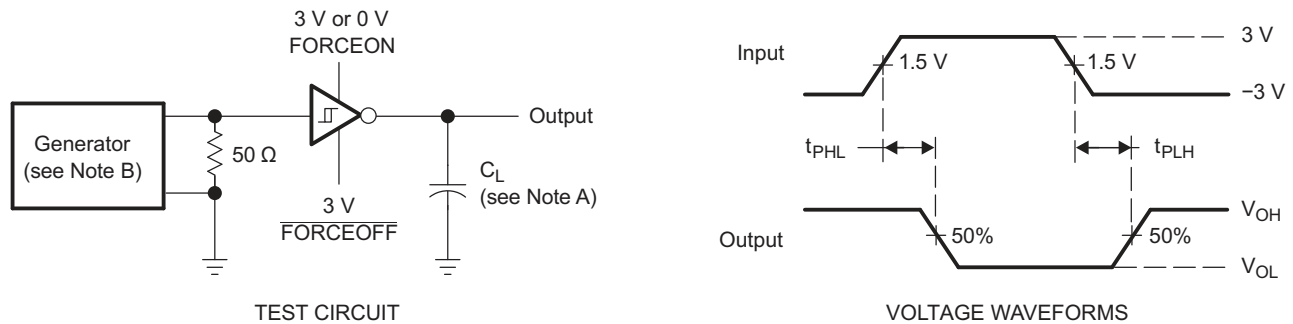 3 V or 0 V
FORCEON
Generator
(see Note B)
50 Ω
Output
C_L
(see Note A)
3 V
FORCEOFF
TEST CIRCUIT
Input
3 V
1.5 V
1.5 V
−3 V
t_PHL
t_PLH
Output
50%
50%
V_OH
V_OL
VOLTAGE WAVEFORMS